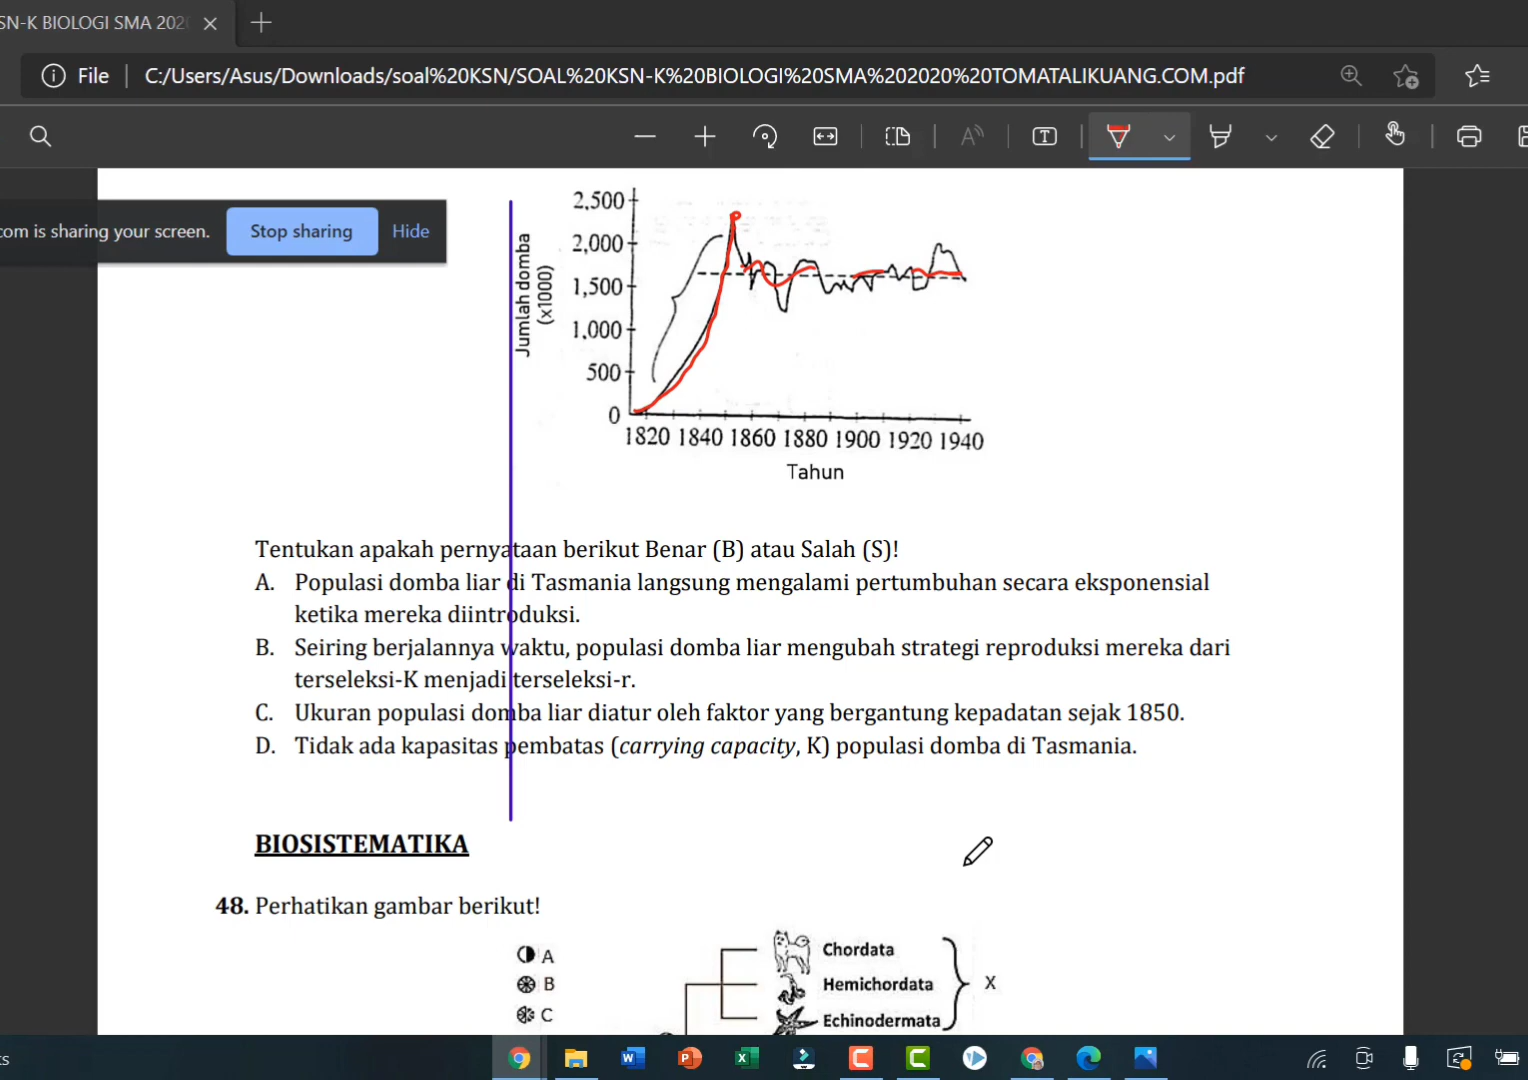 SN-K BIOLOGI SMA 202
File
C:/Users/Asus/Downloads/soal%20KSN/SOAL%20KSN-K%20BIOLOGI%20SMA%202020%20TOMATALIKUANG.COM.pdf
com is sharing your screen.
Stop sharing
Hide
Jumlah domba
(x1000)
2,500
2,000
1,500
1,000
500
0
1820 1840 1860 1880 1900 1920 1940
Tahun
Tentukan apakah pernyataan berikut Benar (B) atau Salah (S)!
A. Populasi domba liar di Tasmania langsung mengalami pertumbuhan secara eksponensial
ketika mereka diintroduksi.
B. Seiring berjalannya waktu, populasi domba liar mengubah strategi reproduksi mereka dari
terseleksi-K menjadi terseleksi-r.
C. Ukuran populasi domba liar diatur oleh faktor yang bergantung kepadatan sejak 1850.
D. Tidak ada kapasitas pembatas (carrying capacity, K) populasi domba di Tasmania.
BIOSISTEMATIKA
48. Perhatikan gambar berikut!
A
B
C
Chordata
Hemichordata
Echinodermata
X